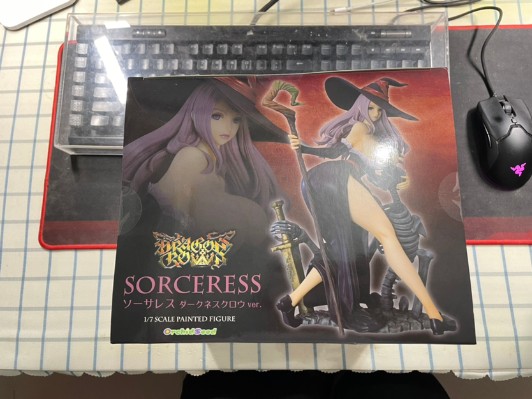 DRAGON'S
CROWN
SORCERESS
ソーサレス ダークネスクロウ ver.
1/7 SCALE PAINTED FIGURE
OrchidSeed